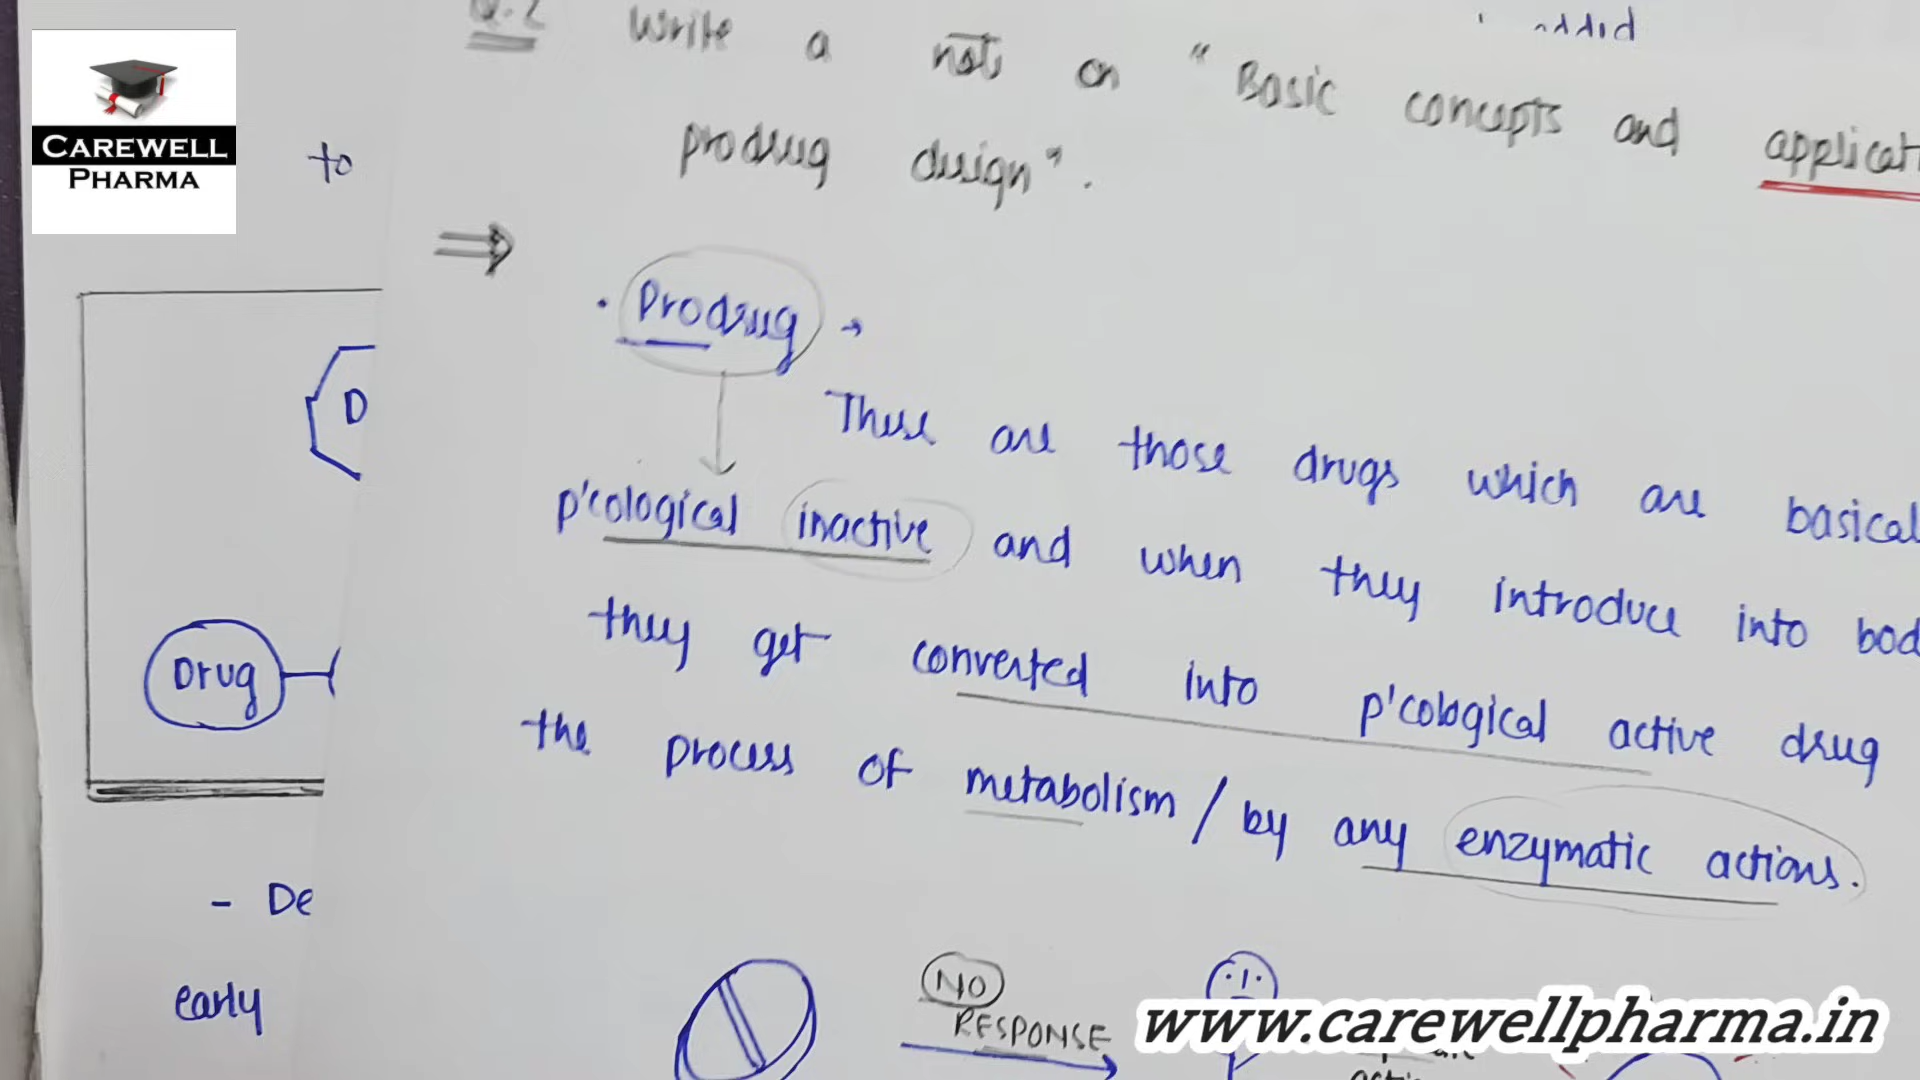 CAREWELL
PHARMA
Q.2 Write a note on "Basic concepts and applicat
prodrug design".
to
⇒
• Prodrug →
These are those drugs which are basical
p'cological inactive and when they introduce into bod
they get converted into p'cological active drug
the process of metabolism / by any enzymatic actions.
D
Drug
- De
early
NO
RESPONSE
www.carewellpharma.in